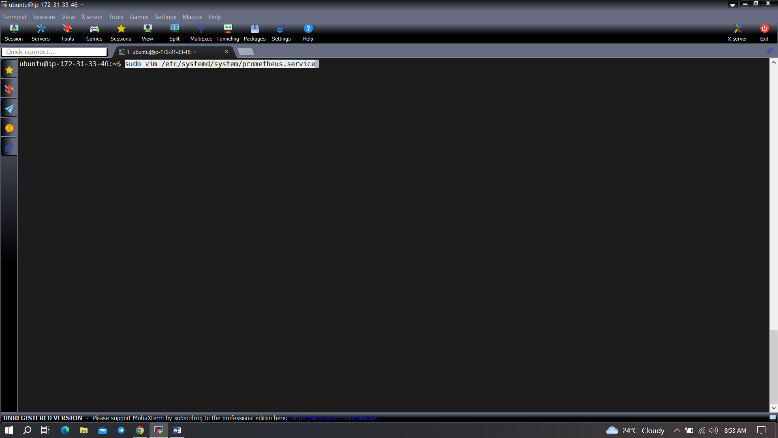 ubuntu@ip-172-31-33-46: ~
Terminal Sessions View X server Tools Games Settings Macros Help
Session Servers Tools Games Sessions View Split MultiExec Tunneling Packages Settings Help X server Exit
Quick connect... 1. ubuntu@ip-172-31-33-46: ~
ubuntu@ip-172-31-33-46:~$ sudo vim /etc/systemd/system/prometheus.service
UNREGISTERED VERSION - Please support MobaXterm by subscribing to the professional edition here:
24°C Cloudy 8:53 AM